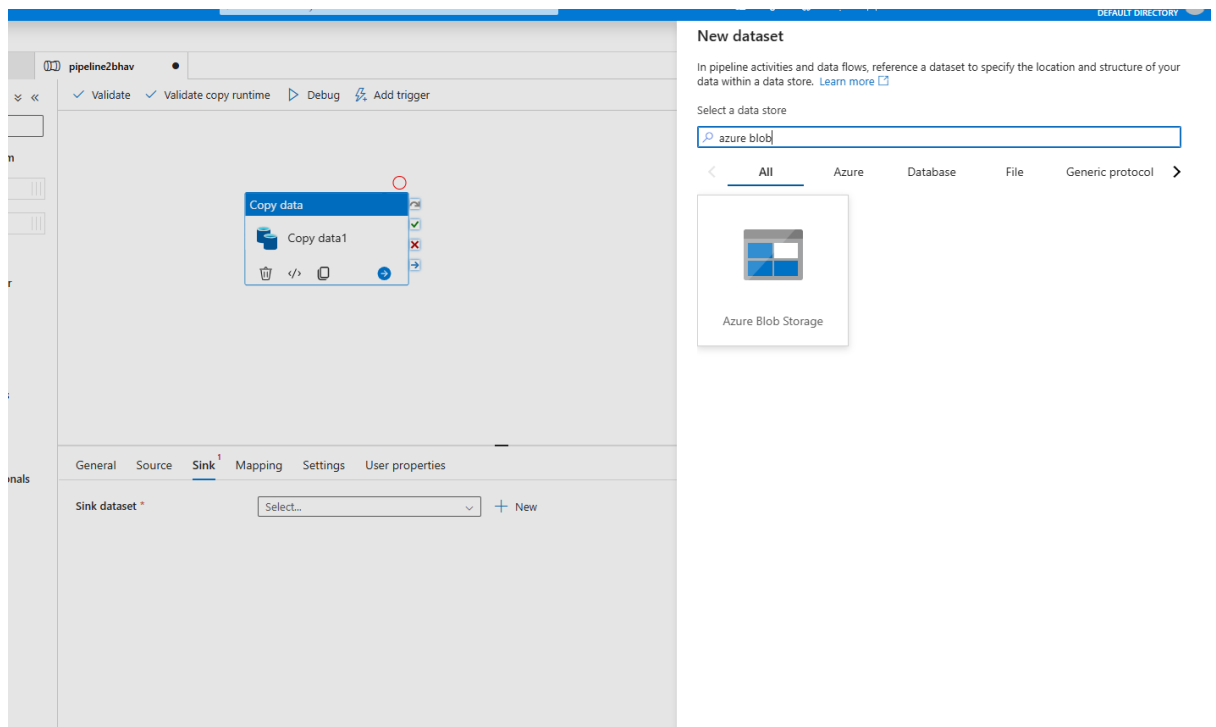 DEFAULT DIRECTORY
pipeline2bhav
Validate
Validate copy runtime
Debug
Add trigger
Copy data
Copy data1
General
Source
Sink 1
Mapping
Settings
User properties
Sink dataset *
Select...
New
New dataset
In pipeline activities and data flows, reference a dataset to specify the location and structure of your
data within a data store. Learn more
Select a data store
azure blob
All
Azure
Database
File
Generic protocol
Azure Blob Storage